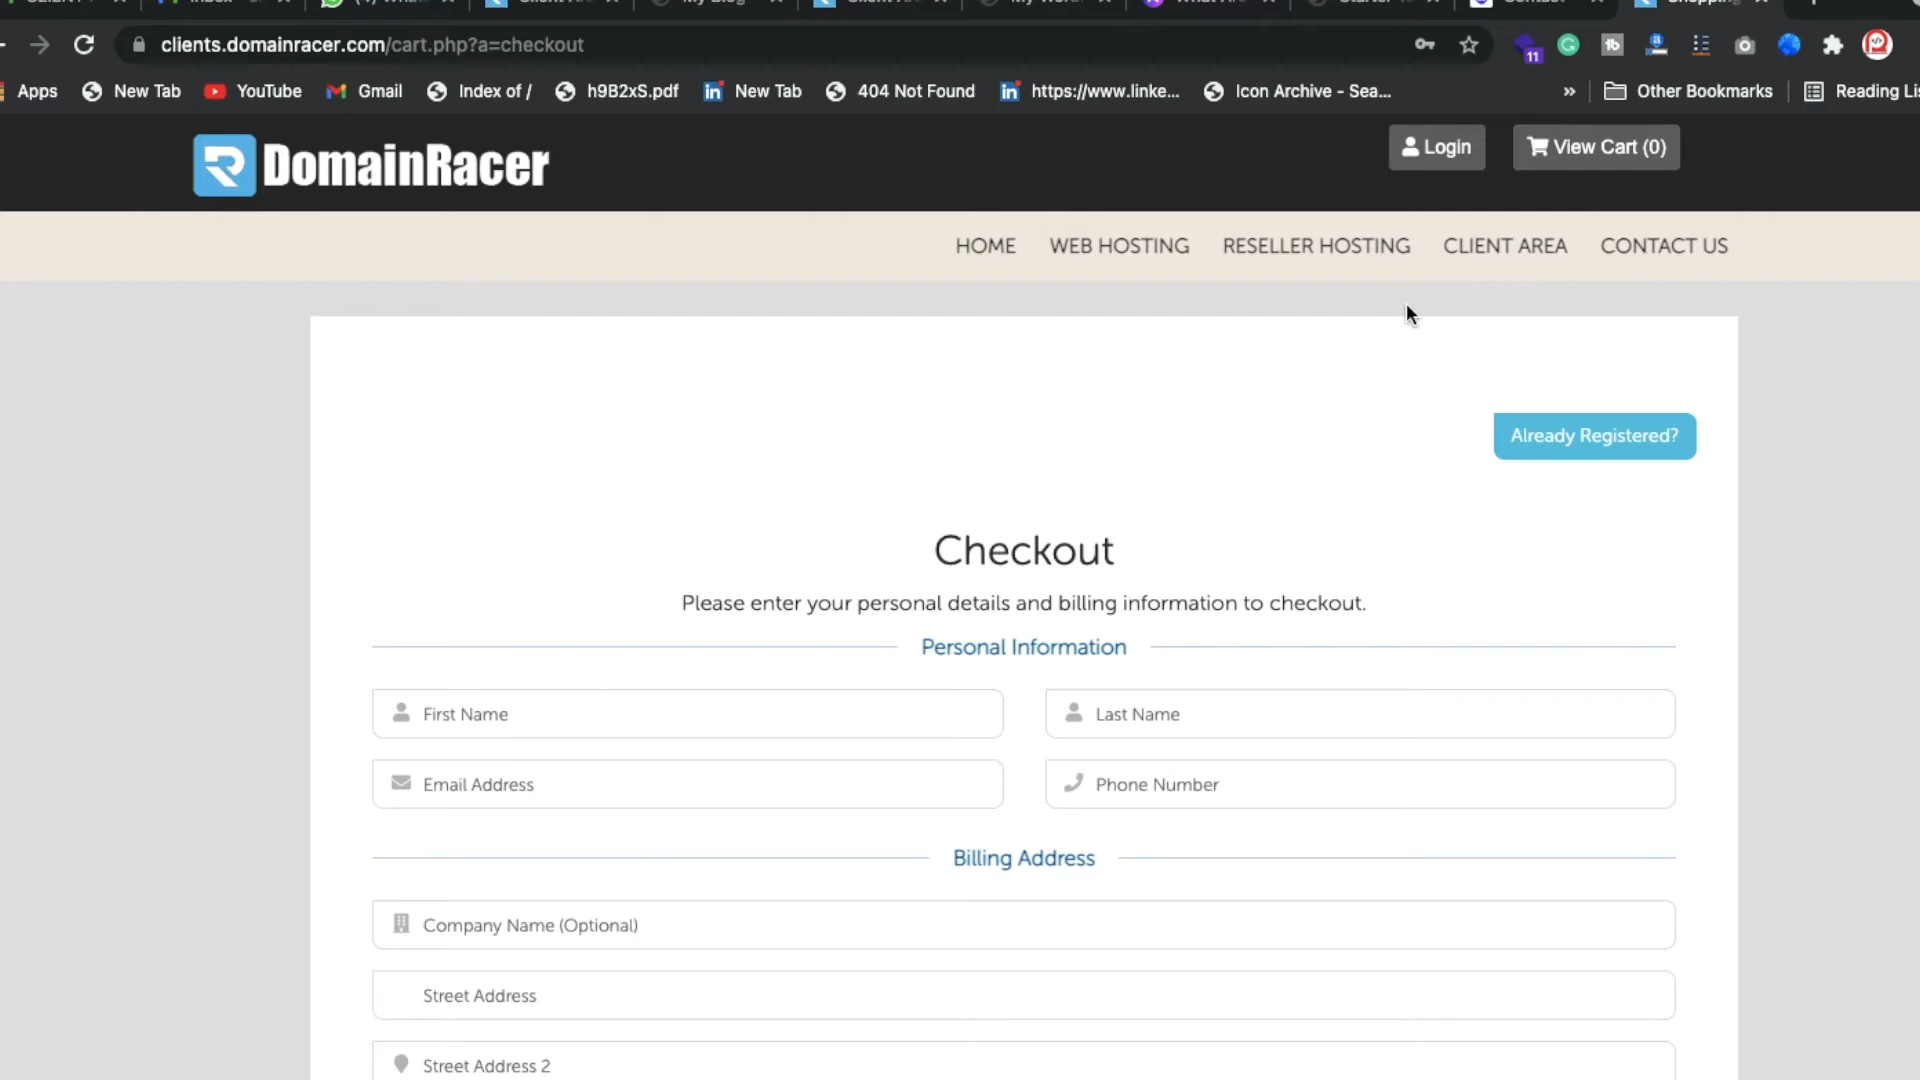 clients.domainracer.com/cart.php?a=checkout
11
Apps New Tab YouTube Gmail Index of / h9B2xS.pdf New Tab 404 Not Found https://www.linke... Icon Archive - Sea... » Other Bookmarks Reading Lis
DomainRacer
Login View Cart (0)
HOME WEB HOSTING RESELLER HOSTING CLIENT AREA CONTACT US
Already Registered?
Checkout
Please enter your personal details and billing information to checkout.
Personal Information
First Name Last Name
Email Address Phone Number
Billing Address
Company Name (Optional)
Street Address
Street Address 2